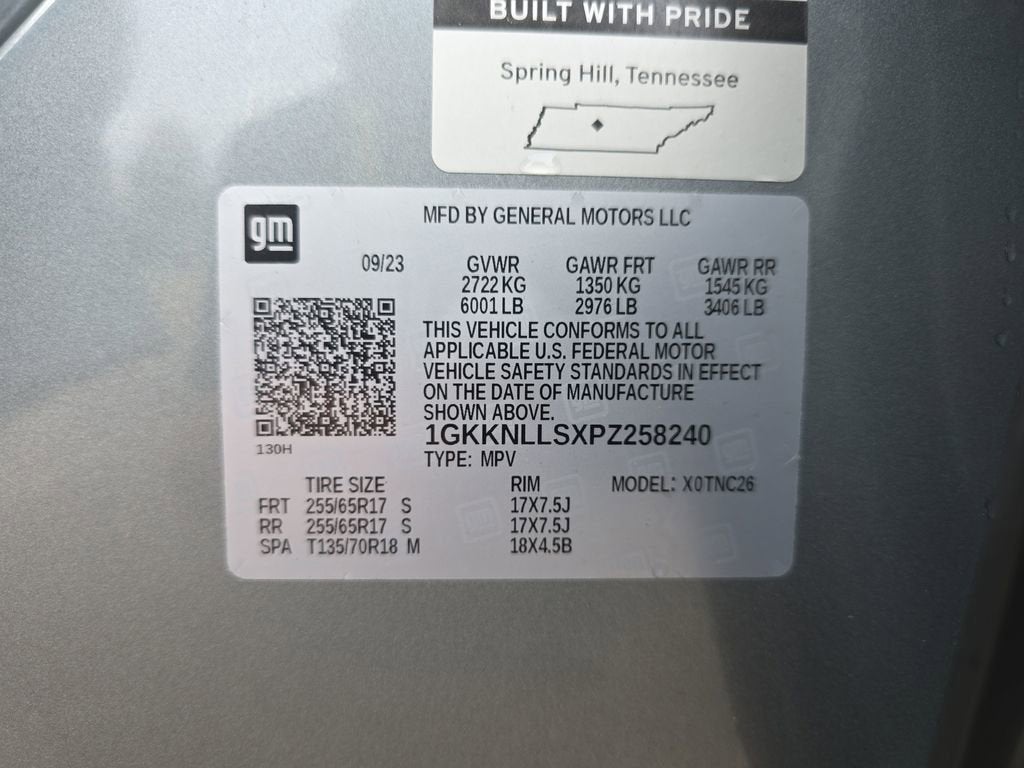 BUILT WITH PRIDE
Spring Hill, Tennessee
gm
MFD BY GENERAL MOTORS LLC
09/23 GVWR GAWR FRT GAWR RR
2722 KG 1350 KG 1545 KG
6001 LB 2976 LB 3406 LB
THIS VEHICLE CONFORMS TO ALL
APPLICABLE U.S. FEDERAL MOTOR
VEHICLE SAFETY STANDARDS IN EFFECT
ON THE DATE OF MANUFACTURE
SHOWN ABOVE.
1GKKNLLSXPZ258240
130H
TYPE: MPV
TIRE SIZE RIM MODEL: X0TNC26
FRT 255/65R17 S 17X7.5J
RR 255/65R17 S 17X7.5J
SPA T135/70R18 M 18X4.5B